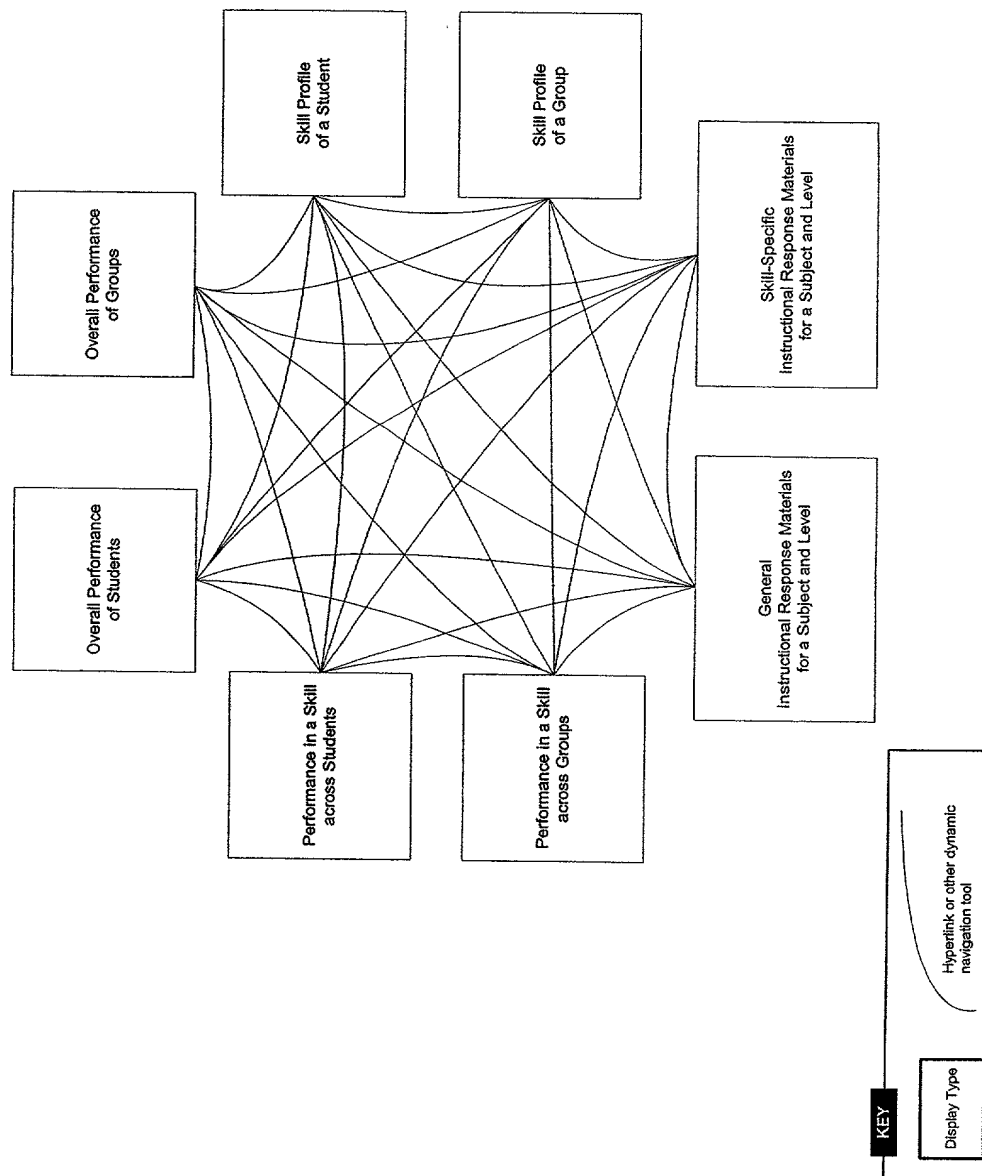 Overall Performance
of Students
Overall Performance
of Groups
Performance in a Skill
across Students
Skill Profile
of a Student
Performance in a Skill
across Groups
Skill Profile
of a Group
General
Instructional Response Materials
for a Subject and Level
Skill-Specific
Instructional Response Materials
for a Subject and Level
KEY
Display Type
Hyperlink or other dynamic
navigation tool